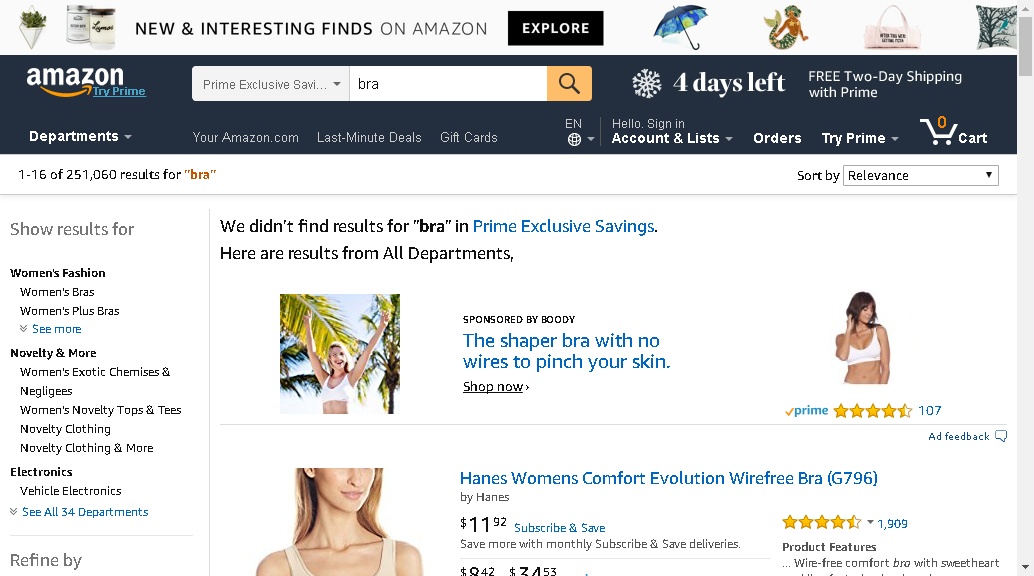 NEW & INTERESTING FINDS ON AMAZON EXPLORE
amazon
Try Prime
Prime Exclusive Savi...
bra
4 days left
FREE Two-Day Shipping
with Prime
Departments
Your Amazon.com
Last-Minute Deals
Gift Cards
EN
Hello. Sign in
Account & Lists
Orders
Try Prime
0
Cart
1-16 of 251,060 results for "bra"
Sort by Relevance
Show results for
Women's Fashion
Women's Bras
Women's Plus Bras
See more
Novelty & More
Women's Exotic Chemises &
Negligees
Women's Novelty Tops & Tees
Novelty Clothing
Novelty Clothing & More
Electronics
Vehicle Electronics
See All 34 Departments
Refine by
We didn't find results for "bra" in Prime Exclusive Savings.
Here are results from All Departments,
SPONSORED BY BOODY
The shaper bra with no
wires to pinch your skin.
Shop now ›
prime
107
Ad feedback
Hanes Womens Comfort Evolution Wirefree Bra (G796)
by Hanes
$11 92 Subscribe & Save
Save more with monthly Subscribe & Save deliveries.
$8 42 $34 53
1,909
Product Features
... Wire-free comfort bra with sweetheart